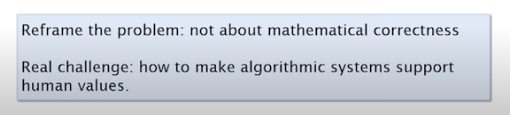 Reframe the problem: not about mathematical correctness
Real challenge: how to make algorithmic systems support
human values.